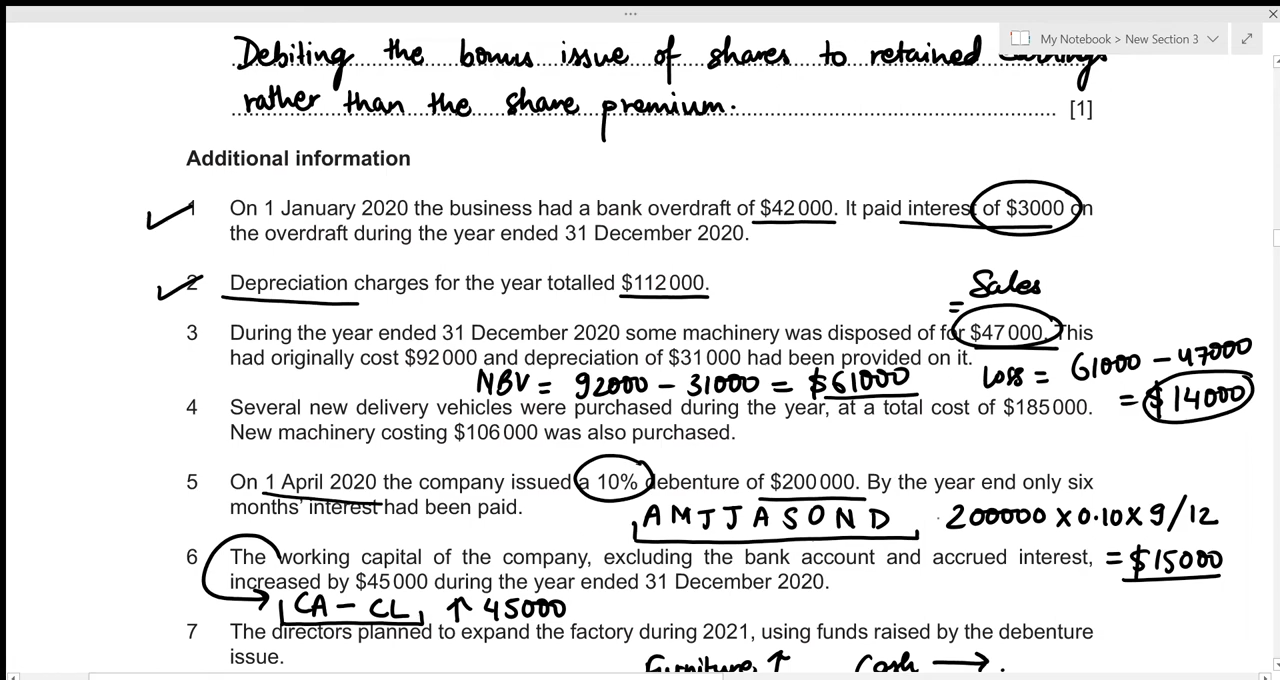 My Notebook > New Section 3
Debiting the bonus issue of shares to retained earnings
rather than the share premium. [1]
Additional information
1 On 1 January 2020 the business had a bank overdraft of $42 000. It paid interest of $3000 on
the overdraft during the year ended 31 December 2020.
2 Depreciation charges for the year totalled $112 000.
= Sales
3 During the year ended 31 December 2020 some machinery was disposed of for $47 000. This
had originally cost $92 000 and depreciation of $31 000 had been provided on it.
NBV = 92000 - 31000 = $61000
Loss = 61000 - 47000
= $14000
4 Several new delivery vehicles were purchased during the year, at a total cost of $185 000.
New machinery costing $106 000 was also purchased.
5 On 1 April 2020 the company issued a 10% debenture of $200 000. By the year end only six
months' interest had been paid.
A M J J A S O N D 200000 x 0.10 x 9/12
= $15000
6 The working capital of the company, excluding the bank account and accrued interest,
increased by $45 000 during the year ended 31 December 2020.
CA - CL ↑ 45000
7 The directors planned to expand the factory during 2021, using funds raised by the debenture
issue.
Furniture ↑ Cash →